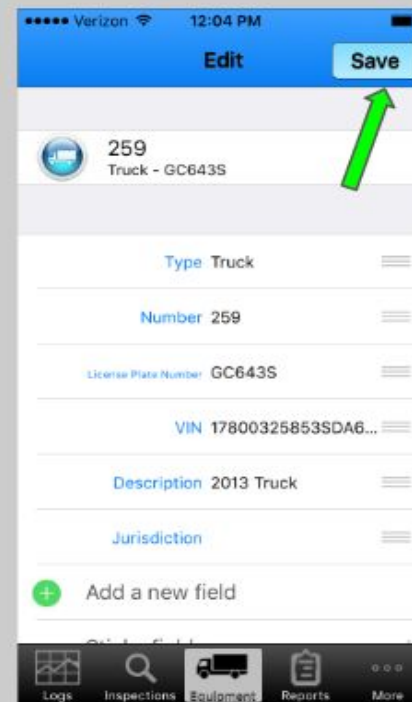 Verizon 12:04 PM
Edit Save
259
Truck - GC643S
Type Truck
Number 259
License Plate Number GC643S
VIN 17800325853SDA6...
Description 2013 Truck
Jurisdiction
Add a new field
Logs Inspections Equipment Reports More